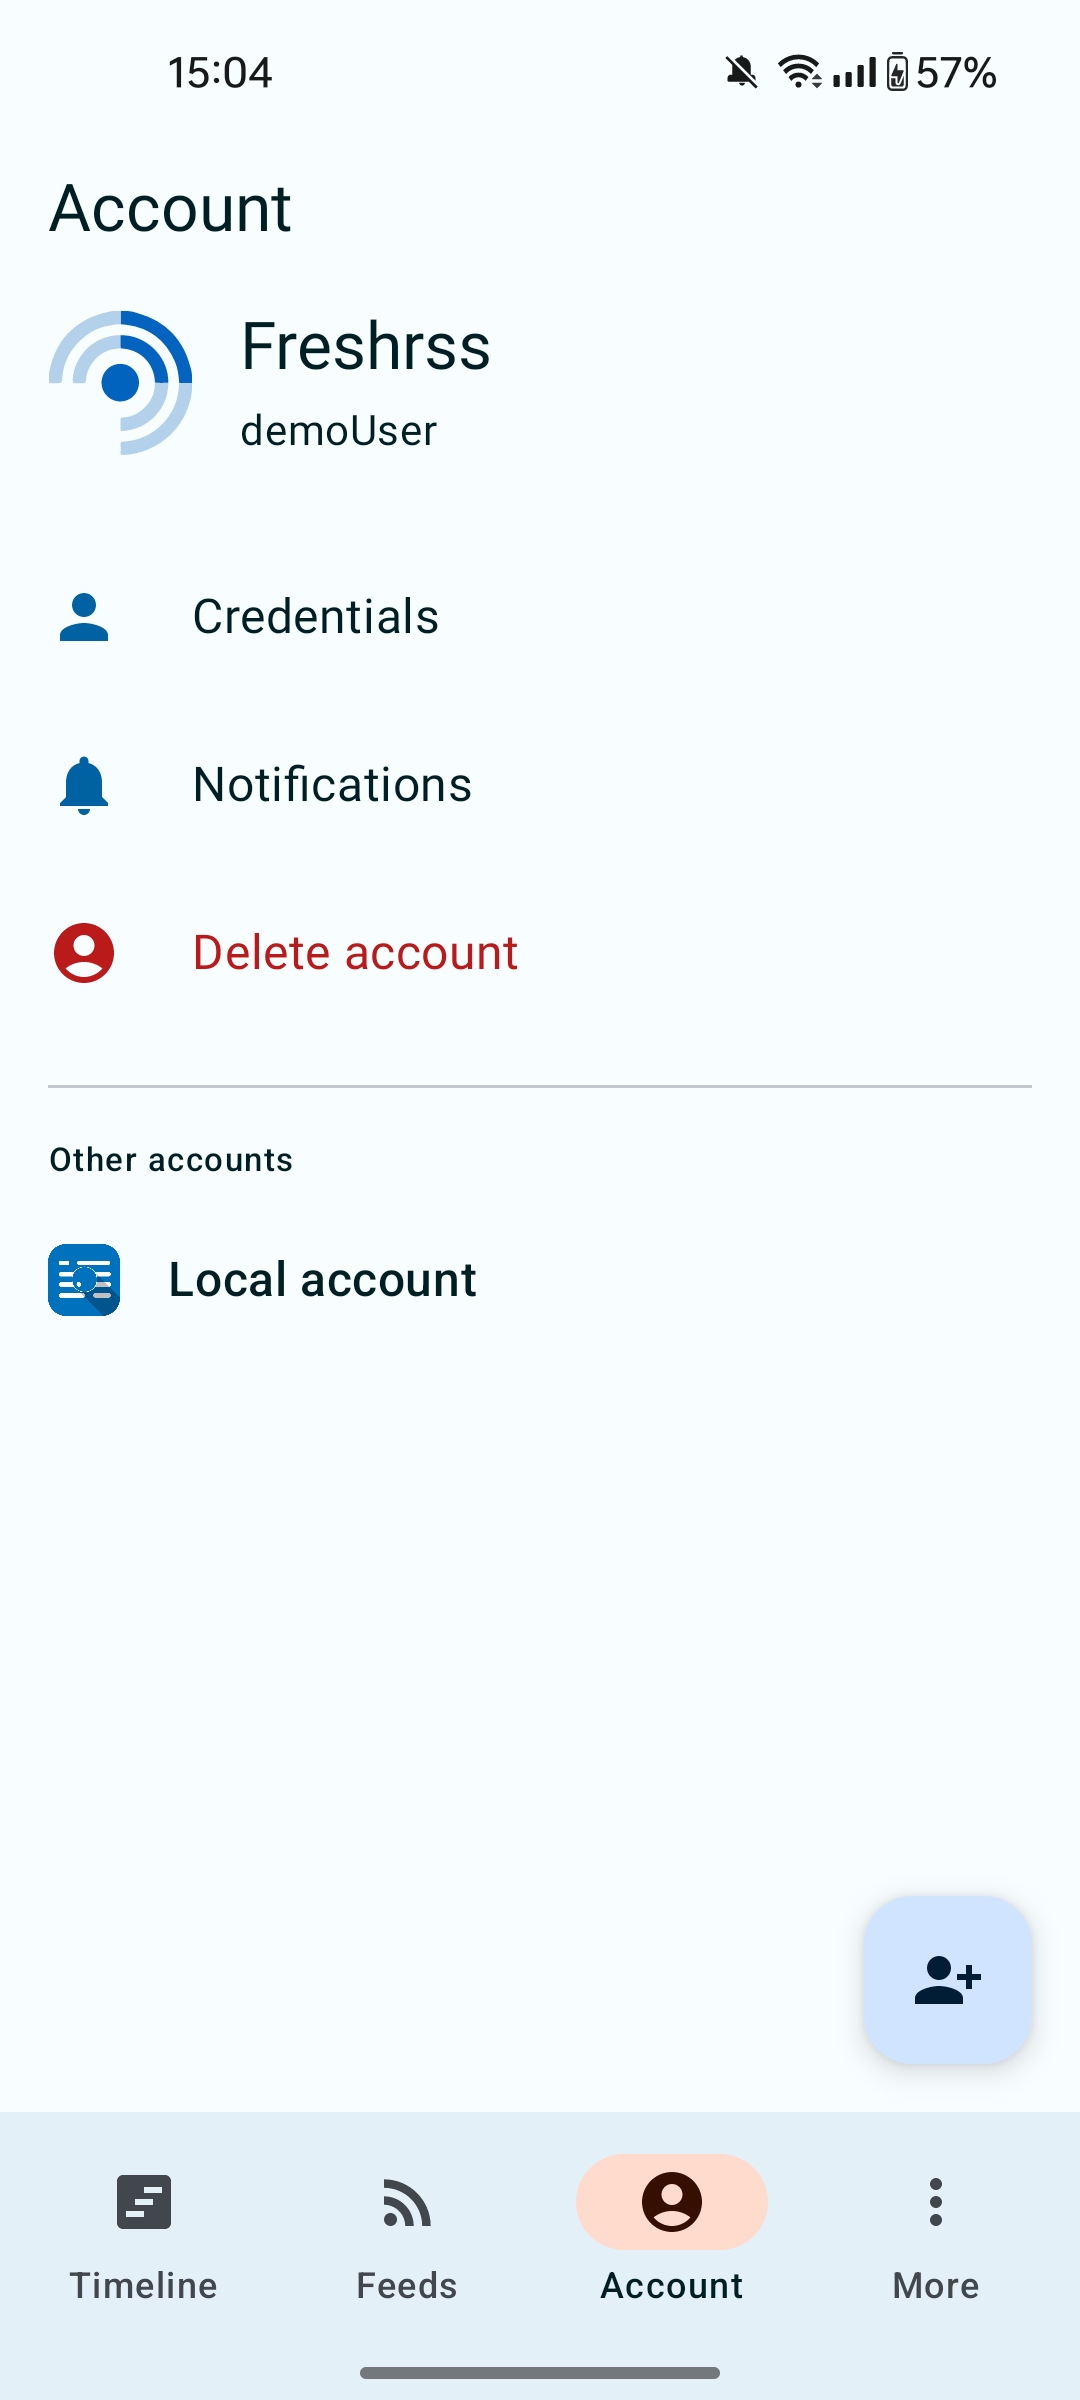 15:04
57%
Account
Freshrss
demoUser
Credentials
Notifications
Delete account
Other accounts
Local account
Timeline
Feeds
Account
More